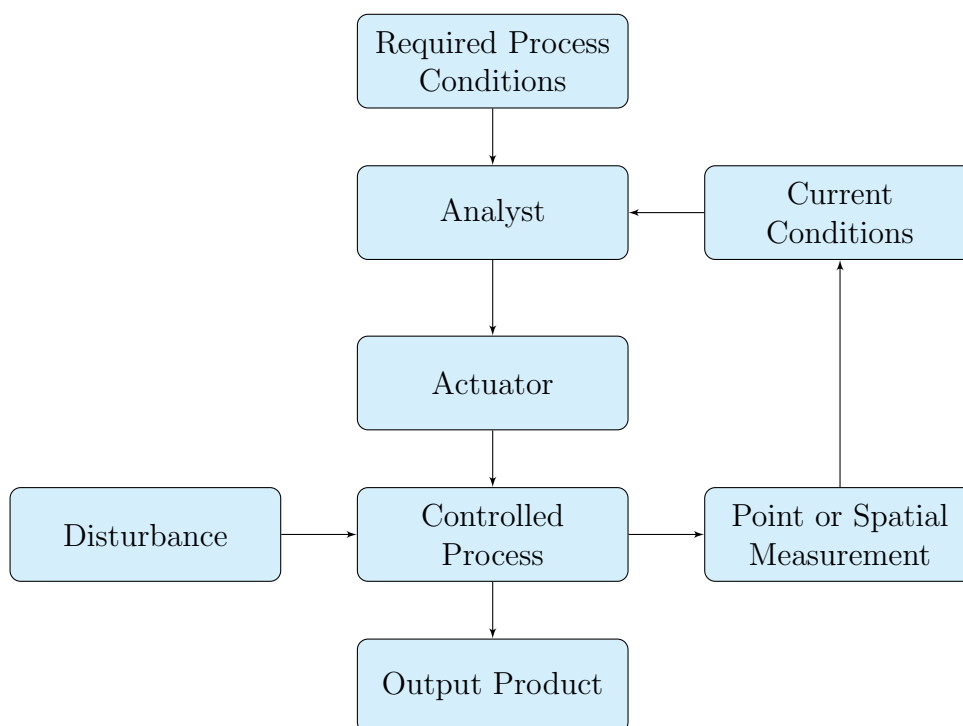 Required Process
Conditions
Analyst
Current
Conditions
Actuator
Disturbance
Controlled
Process
Point or Spatial
Measurement
Output Product